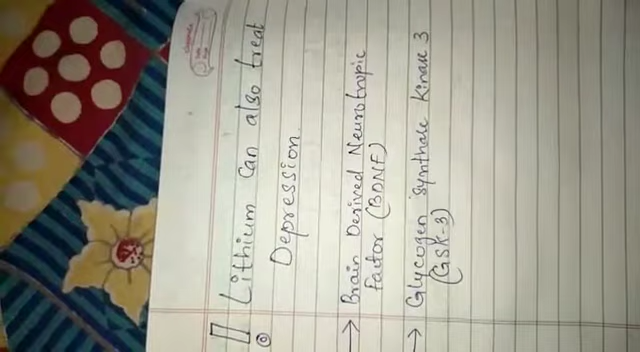 Lithium can also treat
Depression.
→ Brain Derived Neurotropic
factor (BDNF)
→ Glycogen Synthase Kinase 3
(GSK-3)